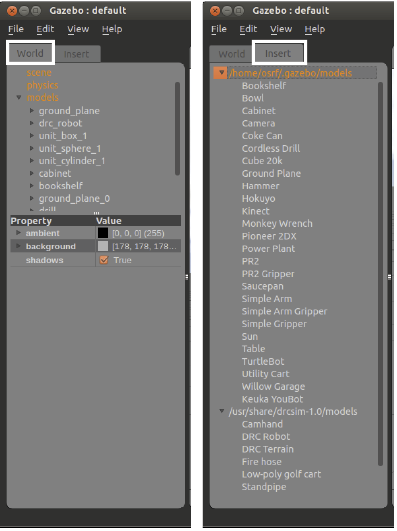 Gazebo : default
File Edit View Help
World Insert
scene
physics
models
ground_plane
drc_robot
unit_box_1
unit_sphere_1
unit_cylinder_1
cabinet
bookshelf
ground_plane_0
drill
Property Value
ambient [0, 0, 0] (255)
background [178, 178, 178...
shadows True
Gazebo : default
File Edit View Help
World Insert
/home/osrf/.gazebo/models
Bookshelf
Bowl
Cabinet
Camera
Coke Can
Cordless Drill
Cube 20k
Ground Plane
Hammer
Hokuyo
Kinect
Monkey Wrench
Pioneer 2DX
Power Plant
PR2
PR2 Gripper
Saucepan
Simple Arm
Simple Arm Gripper
Simple Gripper
Sun
Table
TurtleBot
Utility Cart
Willow Garage
Keuka YouBot
/usr/share/drcsim-1.0/models
Camhand
DRC Robot
DRC Terrain
Fire hose
Low-poly golf cart
Standpipe